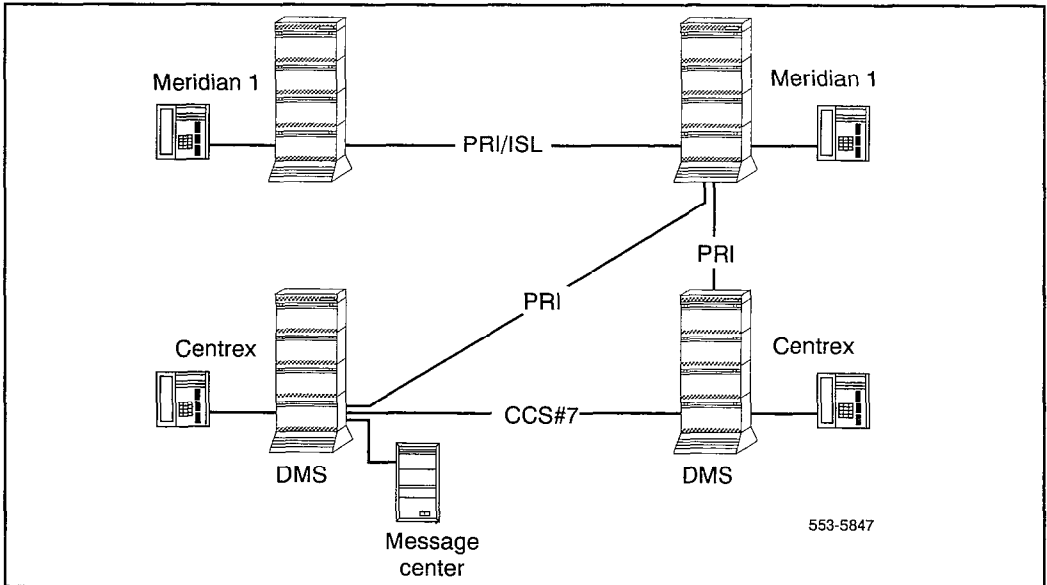 Meridian 1
Meridian 1
PRI/ISL
PRI
PRI
Centrex
Centrex
CCS#7
DMS
DMS
553-5847
Message
center